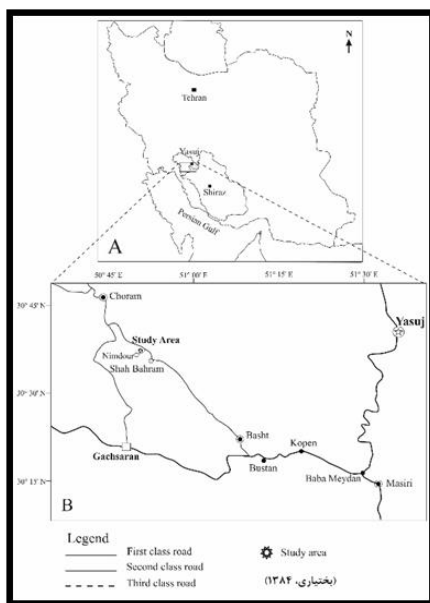 N
Tehran
Yasuj
Shiraz
Persian Gulf
A
50° 45' E
51° 00'
51° 15'
51° 30'
30° 45' N
Choram
Yasuj
Study Area
Nimdour
Shah Bahram
30° 30'
Basht
Kopen
Gachsaran
Bustan
Haba Meydan
Masiri
30° 15'
B
Legend
First class road
Second class road
Third class road
Study area
(بختیاری، ۱۳۸۴)